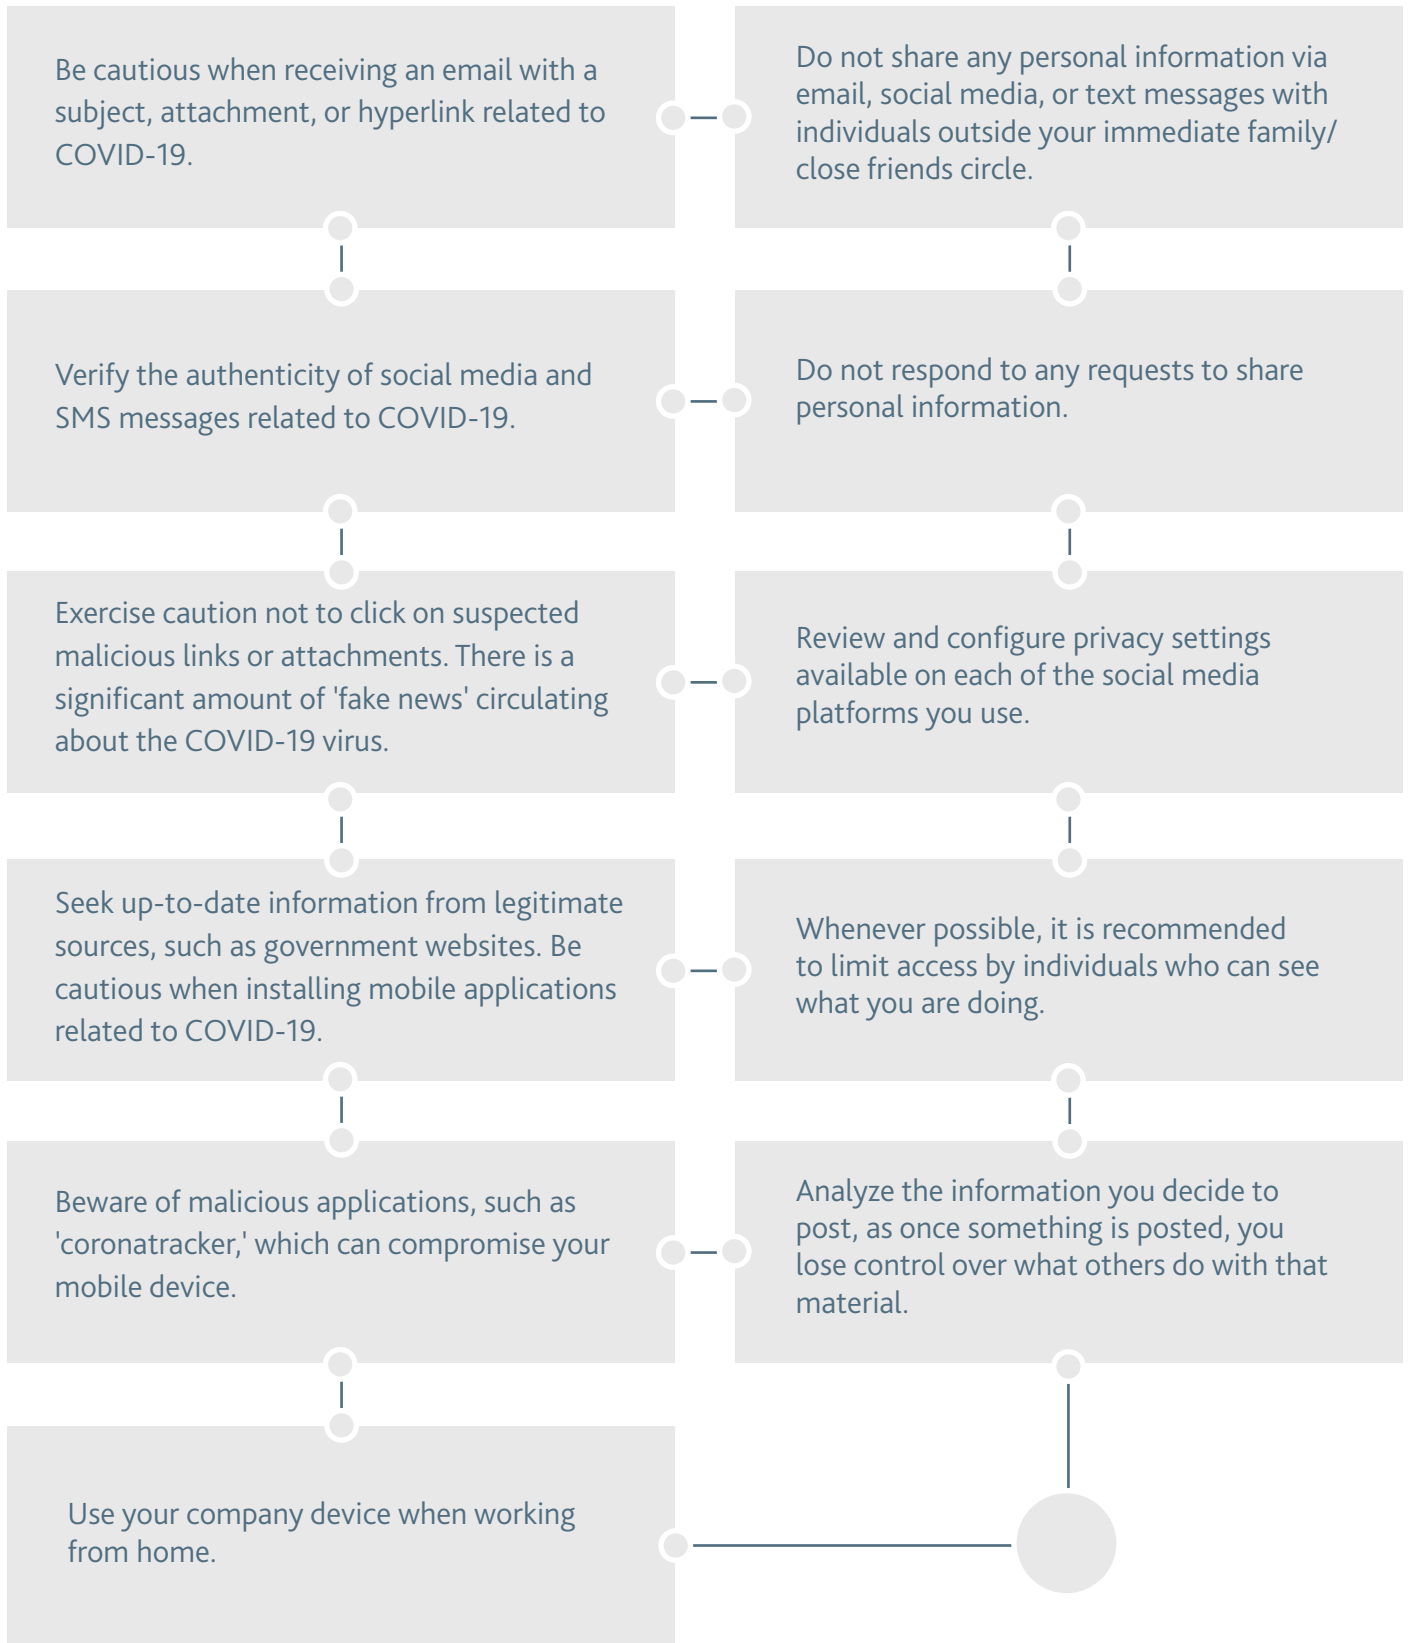 Be cautious when receiving an email with a
subject, attachment, or hyperlink related to
COVID-19.
Do not share any personal information via
email, social media, or text messages with
individuals outside your immediate family/
close friends circle.
Verify the authenticity of social media and
SMS messages related to COVID-19.
Do not respond to any requests to share
personal information.
Exercise caution not to click on suspected
malicious links or attachments. There is a
significant amount of 'fake news' circulating
about the COVID-19 virus.
Review and configure privacy settings
available on each of the social media
platforms you use.
Seek up-to-date information from legitimate
sources, such as government websites. Be
cautious when installing mobile applications
related to COVID-19.
Whenever possible, it is recommended
to limit access by individuals who can see
what you are doing.
Beware of malicious applications, such as
'coronatracker,' which can compromise your
mobile device.
Analyze the information you decide to
post, as once something is posted, you
lose control over what others do with that
material.
Use your company device when working
from home.